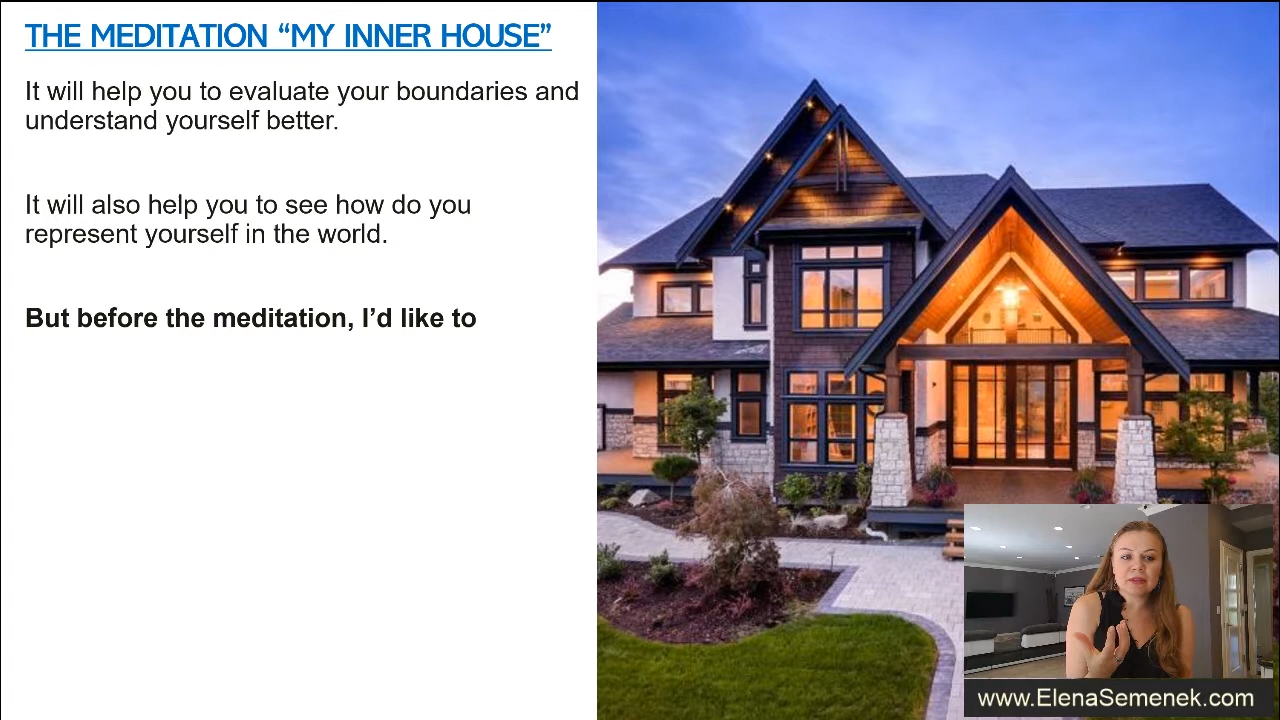 THE MEDITATION “MY INNER HOUSE”
It will help you to evaluate your boundaries and
understand yourself better.
It will also help you to see how do you
represent yourself in the world.
But before the meditation, I’d like to
www.ElenaSemenek.com